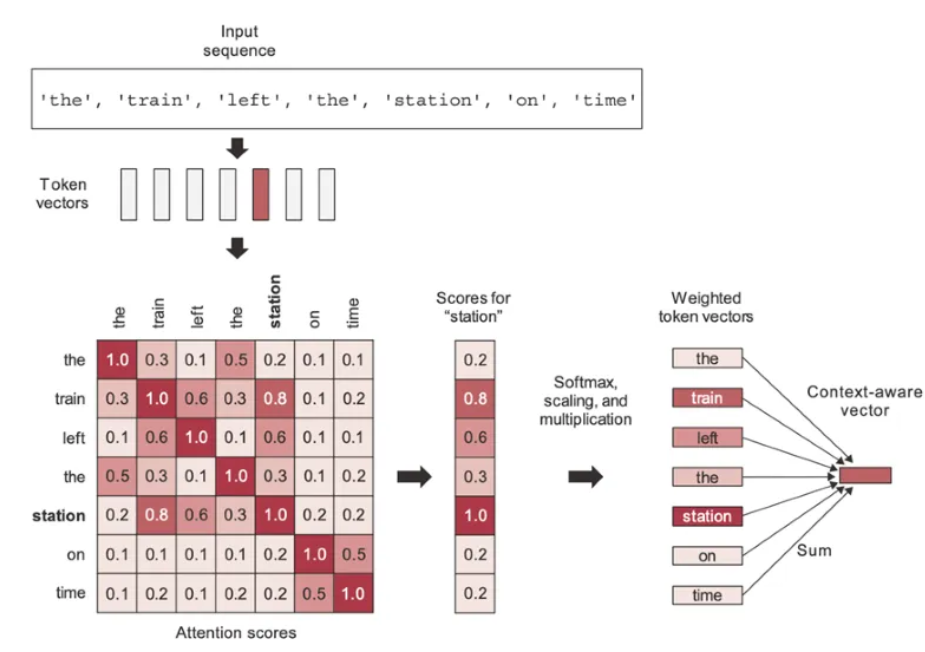 Input
sequence
'the', 'train', 'left', 'the', 'station', 'on', 'time'
Token
vectors
the train left the station on time
the 1.0 0.3 0.1 0.5 0.2 0.1 0.1
train 0.3 1.0 0.6 0.3 0.8 0.1 0.2
left 0.1 0.6 1.0 0.1 0.6 0.1 0.1
the 0.5 0.3 0.1 1.0 0.3 0.1 0.2
station 0.2 0.8 0.6 0.3 1.0 0.2 0.2
on 0.1 0.1 0.1 0.1 0.2 1.0 0.5
time 0.1 0.2 0.1 0.2 0.2 0.5 1.0
Attention scores
Scores for
“station”
0.2
0.8
0.6
0.3
1.0
0.2
0.2
Softmax,
scaling, and
multiplication
Weighted
token vectors
the
train
left
the
station
on
time
Sum
Context-aware
vector